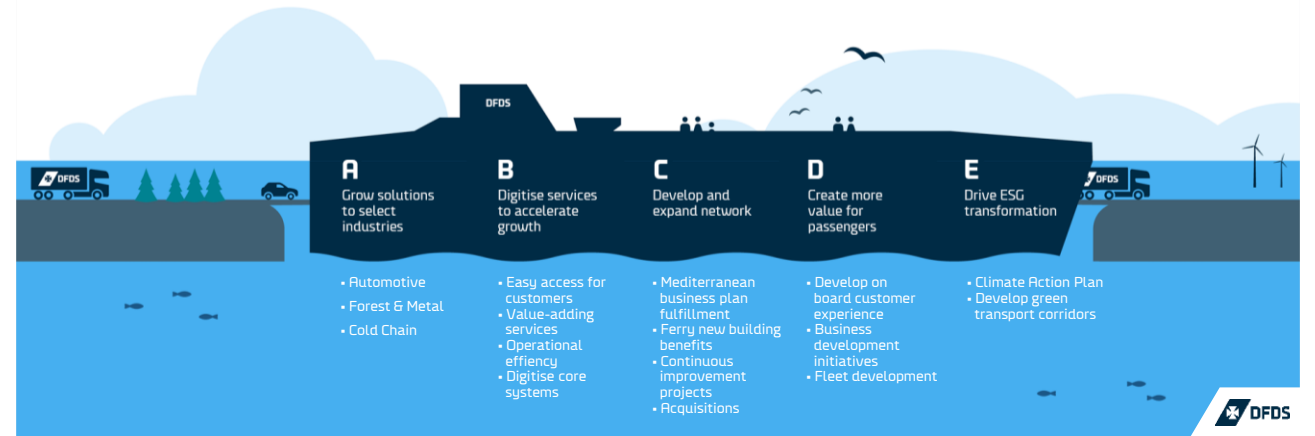 DFDS
DFDS
DFDS
A
Grow solutions
to select
industries
▪ Automotive
▪ Forest & Metal
▪ Cold Chain
B
Digitise services
to accelerate
growth
▪ Easy access for
customers
▪ Value-adding
services
▪ Operational
effiency
▪ Digitise core
systems
C
Develop and
expand network
▪ Mediterranean
business plan
fulfillment
▪ Ferry new building
benefits
▪ Continuous
improvement
projects
▪ Acquisitions
D
Create more
value for
passengers
▪ Develop on
board customer
experience
▪ Business
development
initiatives
▪ Fleet development
E
Drive ESG
transformation
▪ Climate Action Plan
▪ Develop green
transport corridors
DFDS